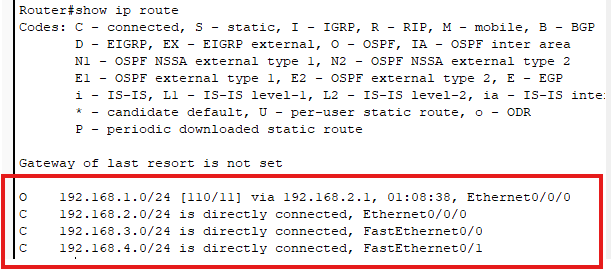 Router#show ip route
Codes: C - connected, S - static, I - IGRP, R - RIP, M - mobile, B - BGP
D - EIGRP, EX - EIGRP external, O - OSPF, IA - OSPF inter area
N1 - OSPF NSSA external type 1, N2 - OSPF NSSA external type 2
E1 - OSPF external type 1, E2 - OSPF external type 2, E - EGP
i - IS-IS, L1 - IS-IS level-1, L2 - IS-IS level-2, ia - IS-IS inte
* - candidate default, U - per-user static route, o - ODR
P - periodic downloaded static route
Gateway of last resort is not set
O 192.168.1.0/24 [110/11] via 192.168.2.1, 01:08:38, Ethernet0/0/0
C 192.168.2.0/24 is directly connected, Ethernet0/0/0
C 192.168.3.0/24 is directly connected, FastEthernet0/0
C 192.168.4.0/24 is directly connected, FastEthernet0/1